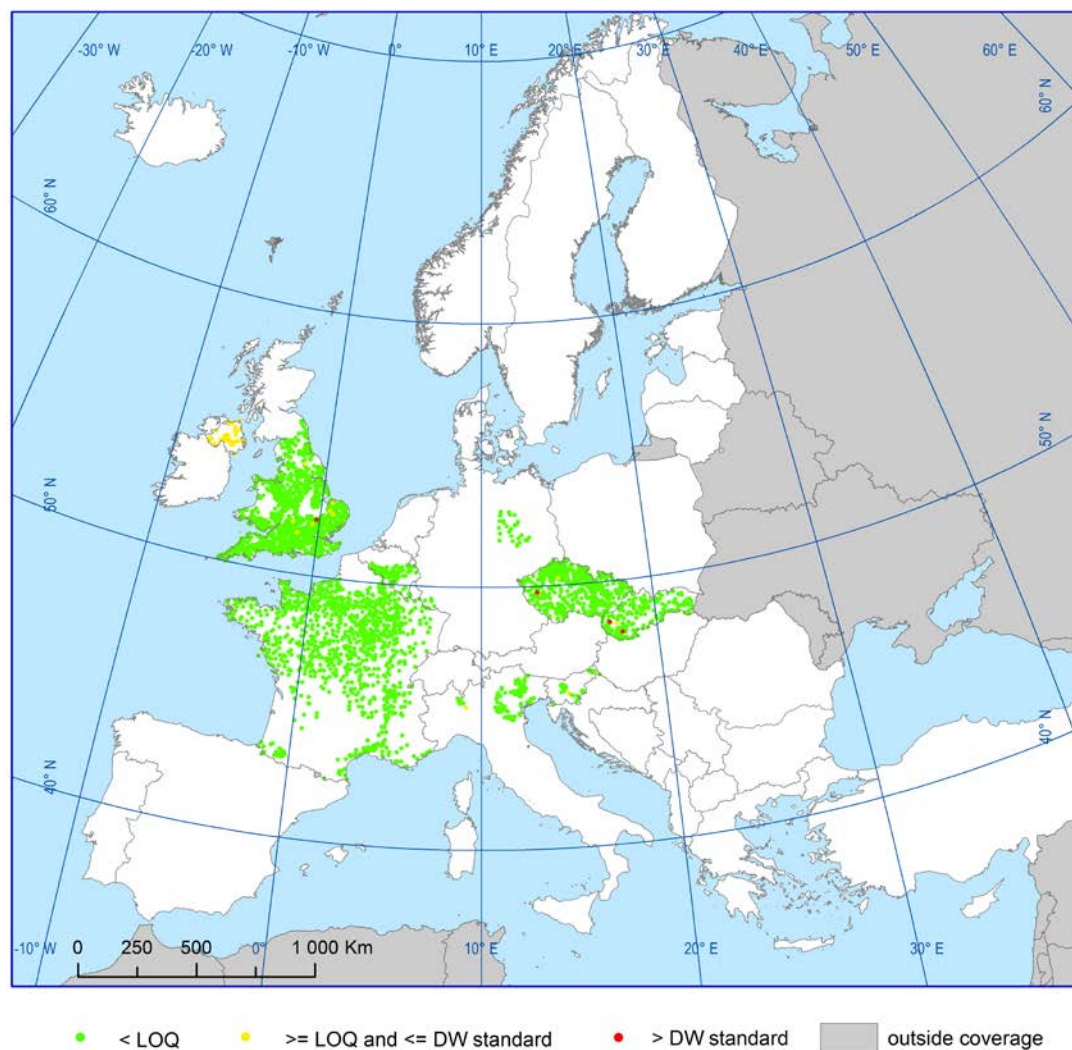 -30° W -20° W -10° W 0° 10° E 20° E 30° E 40° E 50° E 60° E
60° N
60° N
50° N
50° N
40° N
40° N
0 250 500 1 000 Km
-10° W 0° 10° E 20° E 30° E
< LOQ >= LOQ and <= DW standard > DW standard outside coverage